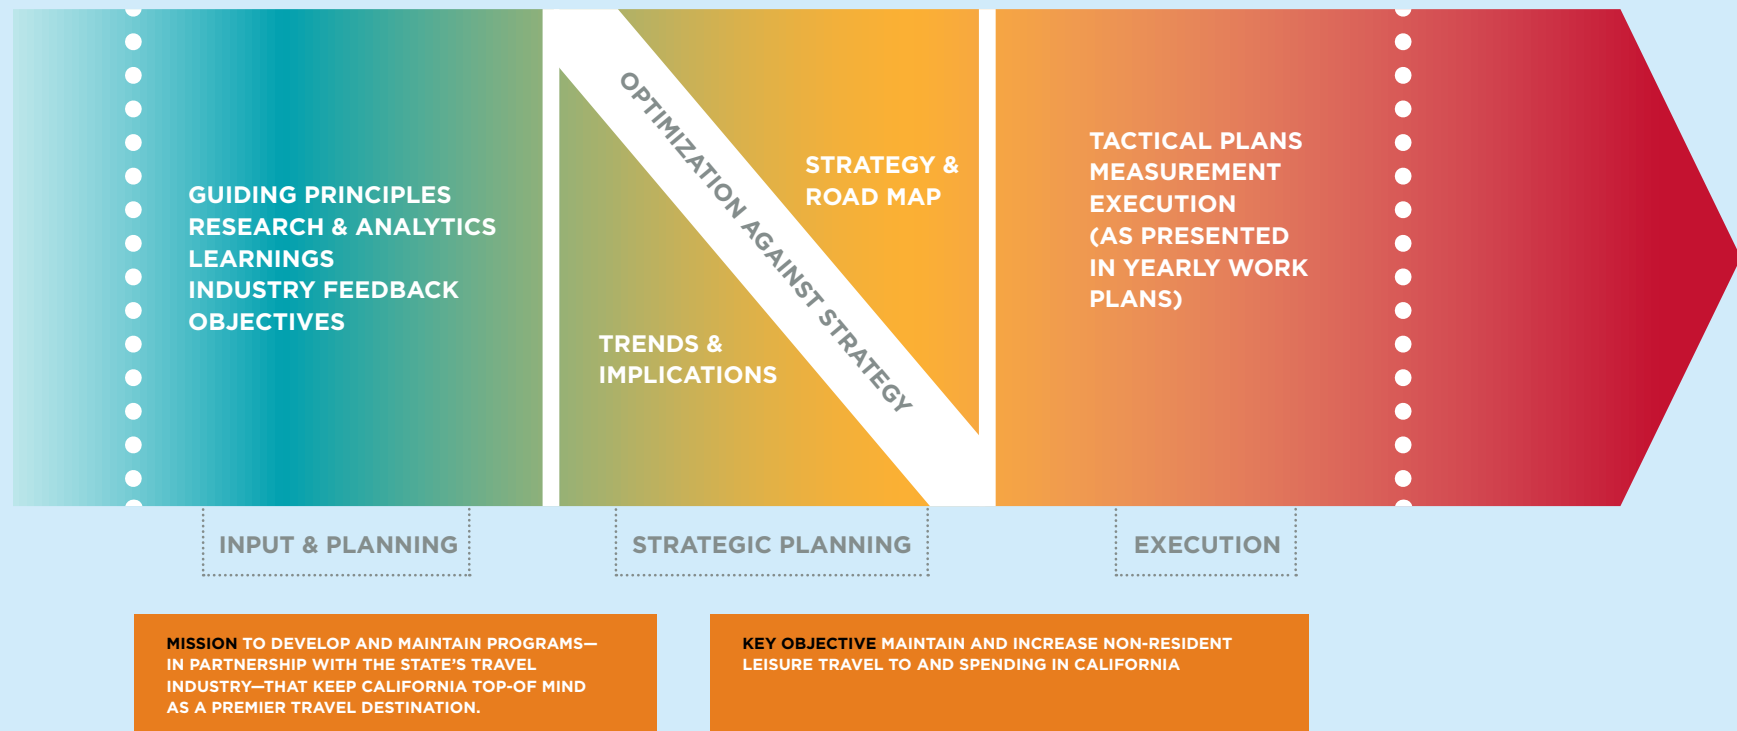 GUIDING PRINCIPLES
RESEARCH & ANALYTICS
LEARNINGS
INDUSTRY FEEDBACK
OBJECTIVES
OPTIMIZATION AGAINST STRATEGY
TRENDS &
IMPLICATIONS
STRATEGY &
ROAD MAP
TACTICAL PLANS
MEASUREMENT
EXECUTION
(AS PRESENTED
IN YEARLY WORK
PLANS)
INPUT & PLANNING
STRATEGIC PLANNING
EXECUTION
MISSION TO DEVELOP AND MAINTAIN PROGRAMS—
IN PARTNERSHIP WITH THE STATE’S TRAVEL
INDUSTRY—THAT KEEP CALIFORNIA TOP-OF MIND
AS A PREMIER TRAVEL DESTINATION.
KEY OBJECTIVE MAINTAIN AND INCREASE NON-RESIDENT
LEISURE TRAVEL TO AND SPENDING IN CALIFORNIA